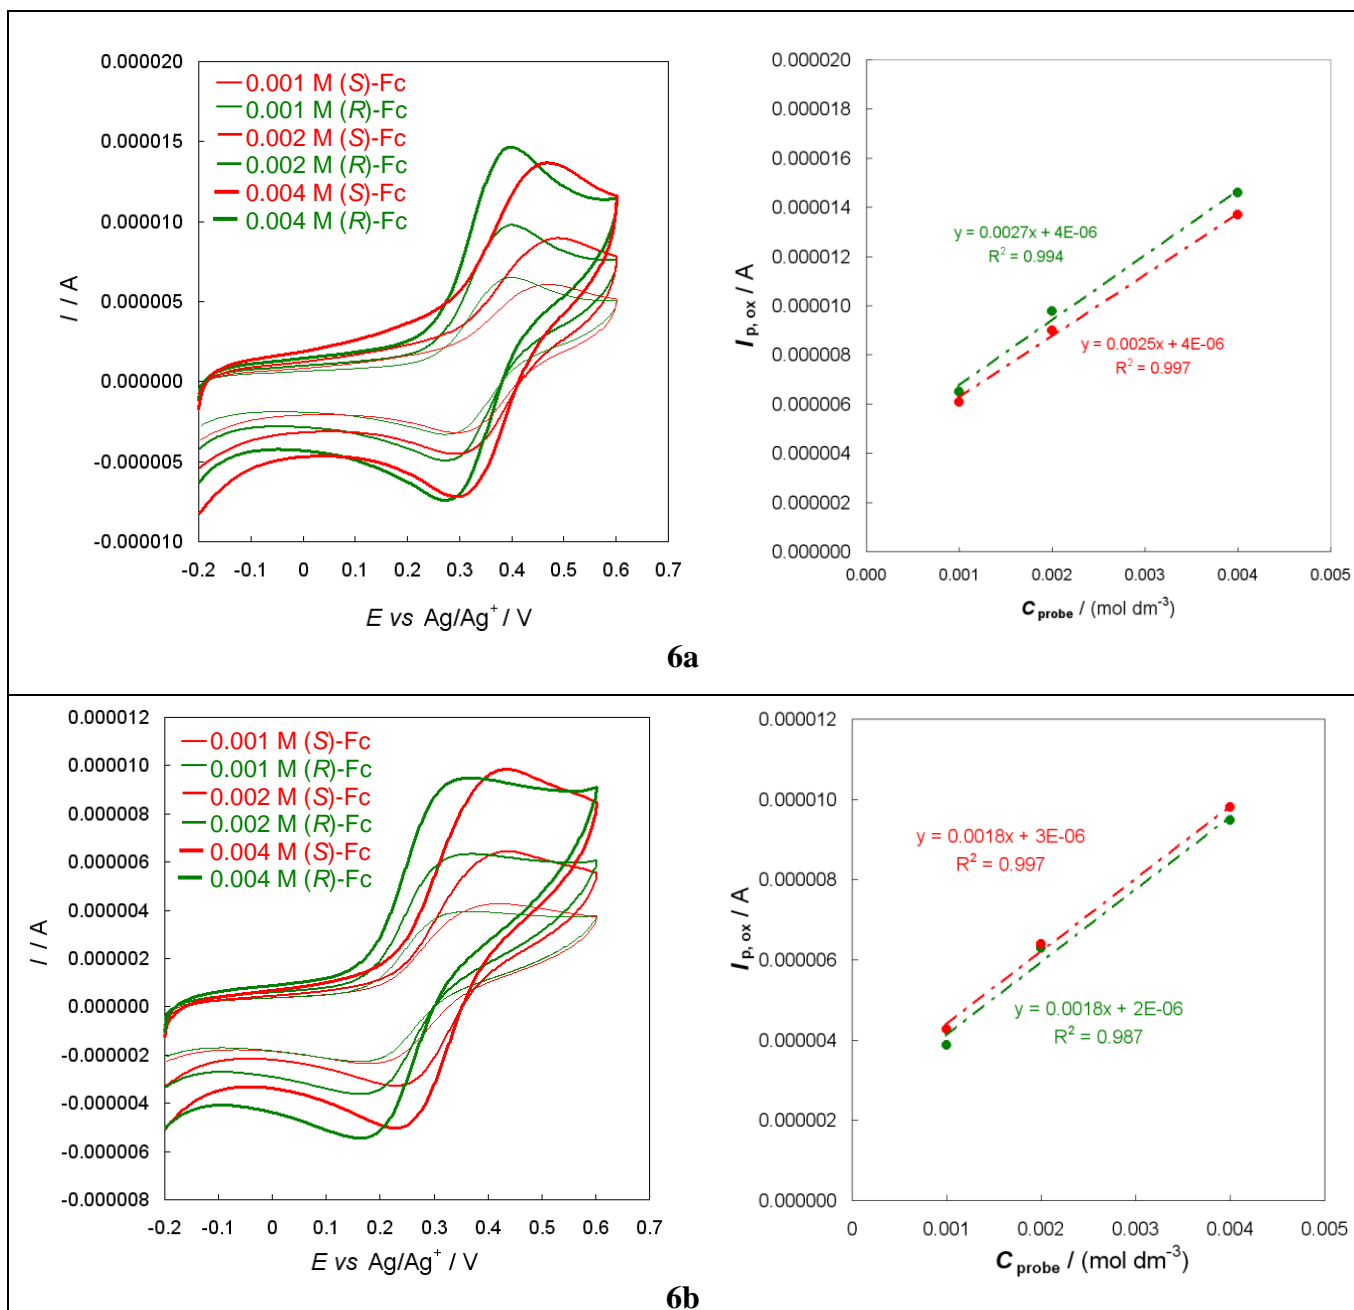 0.000020
0.000015
0.000010
0.000005
0.000000
-0.000005
-0.000010
I / A
0.001 M (S)-Fc
0.001 M (R)-Fc
0.002 M (S)-Fc
0.002 M (R)-Fc
0.004 M (S)-Fc
0.004 M (R)-Fc
-0.2 -0.1 0 0.1 0.2 0.3 0.4 0.5 0.6 0.7
E vs Ag/Ag⁺ / V
0.000020
0.000018
0.000016
0.000014
0.000012
0.000010
0.000008
0.000006
0.000004
0.000002
0.000000
I p, ox / A
y = 0.0027x + 4E-06
R² = 0.994
y = 0.0025x + 4E-06
R² = 0.997
0.000 0.001 0.002 0.003 0.004 0.005
C probe / (mol dm⁻³)
6a
0.000012
0.000010
0.000008
0.000006
0.000004
0.000002
0.000000
-0.000002
-0.000004
-0.000006
-0.000008
I / A
0.001 M (S)-Fc
0.001 M (R)-Fc
0.002 M (S)-Fc
0.002 M (R)-Fc
0.004 M (S)-Fc
0.004 M (R)-Fc
-0.2 -0.1 0 0.1 0.2 0.3 0.4 0.5 0.6 0.7
E vs Ag/Ag⁺ / V
0.000012
0.000010
0.000008
0.000006
0.000004
0.000002
0.000000
I p, ox / A
y = 0.0018x + 3E-06
R² = 0.997
y = 0.0018x + 2E-06
R² = 0.987
0 0.001 0.002 0.003 0.004 0.005
C probe / (mol dm⁻³)
6b